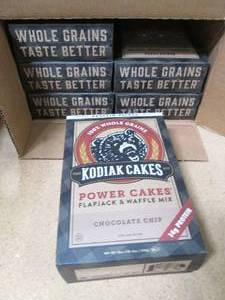 WHOLE GRAINS
TASTE BETTER
WHOLE GRAINS
TASTE BETTER
WHOLE GRAINS
TASTE BETTER
WHOLE GRAINS
TASTE BETTER
WHOLE GRAINS
TASTE BETTER
100% WHOLE GRAINS
KODIAK CAKES
POWER CAKES
FLAPJACK & WAFFLE MIX
CHOCOLATE CHIP
14g PROTEIN